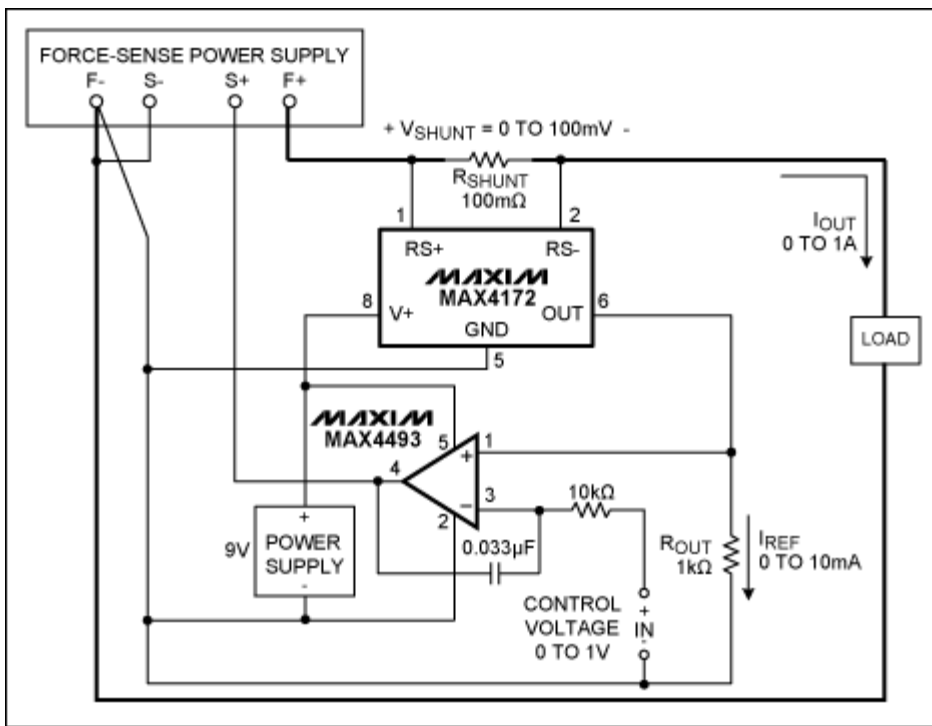 FORCE-SENSE POWER SUPPLY
F- S- S+ F+
+ VSHUNT = 0 TO 100mV -
RSHUNT
100mΩ
1 2
RS+ RS-
MAXIM
MAX4172
8 V+ OUT 6
GND
5
IOUT
0 TO 1A
LOAD
MAXIM
MAX4493
5
4 + 1
- 3
2
10kΩ
0.033µF
9V
+
POWER
SUPPLY
-
ROUT
1kΩ
IREF
0 TO 10mA
CONTROL
VOLTAGE
0 TO 1V
+
IN
-